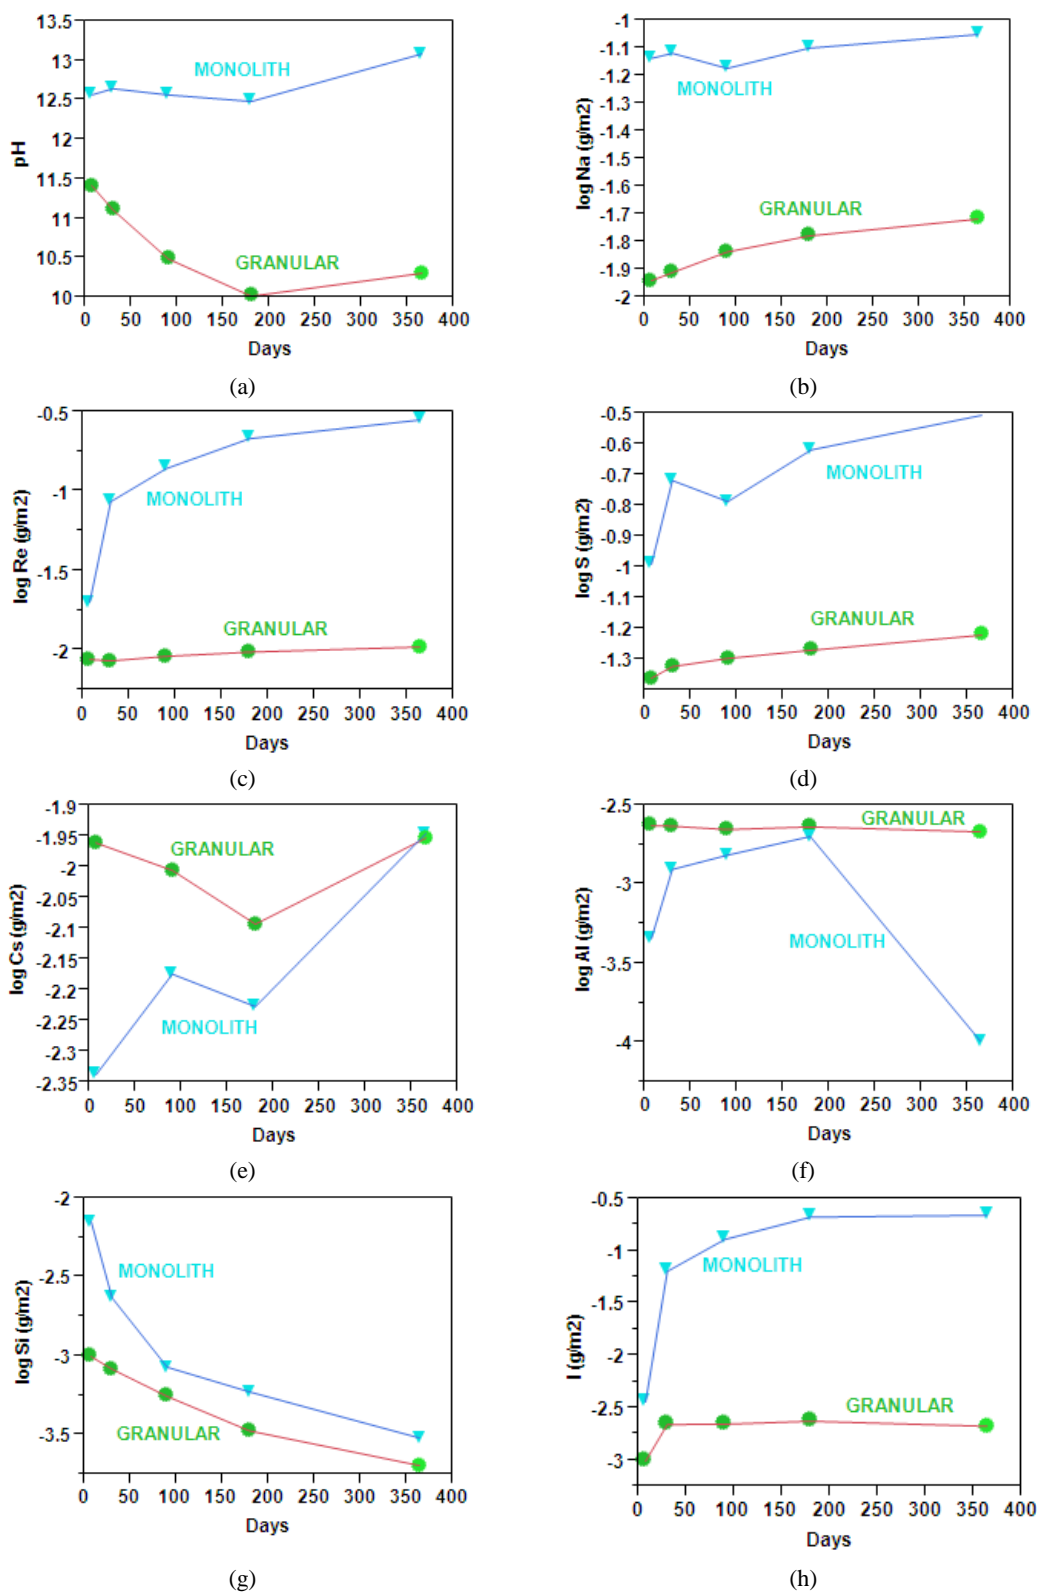 13.5
13
12.5
12
11.5
11
10.5
10
pH
MONOLITH
GRANULAR
0 50 100 150 200 250 300 350 400
Days
(a)
-1
-1.1
-1.2
-1.3
-1.4
-1.5
-1.6
-1.7
-1.8
-1.9
-2
log Na (g/m2)
MONOLITH
GRANULAR
0 50 100 150 200 250 300 350 400
Days
(b)
-0.5
-1
-1.5
-2
log Re (g/m2)
MONOLITH
GRANULAR
0 50 100 150 200 250 300 350 400
Days
(c)
-0.5
-0.6
-0.7
-0.8
-0.9
-1
-1.1
-1.2
-1.3
log S (g/m2)
MONOLITH
GRANULAR
0 50 100 150 200 250 300 350 400
Days
(d)
-1.9
-1.95
-2
-2.05
-2.1
-2.15
-2.2
-2.25
-2.3
-2.35
log Cs (g/m2)
GRANULAR
MONOLITH
0 50 100 150 200 250 300 350 400
Days
(e)
-2.5
-3
-3.5
-4
log Al (g/m2)
GRANULAR
MONOLITH
0 50 100 150 200 250 300 350 400
Days
(f)
-2
-2.5
-3
-3.5
log Si (g/m2)
MONOLITH
GRANULAR
0 50 100 150 200 250 300 350 400
Days
(g)
-0.5
-1
-1.5
-2
-2.5
-3
I (g/m2)
MONOLITH
GRANULAR
0 50 100 150 200 250 300 350 400
Days
(h)